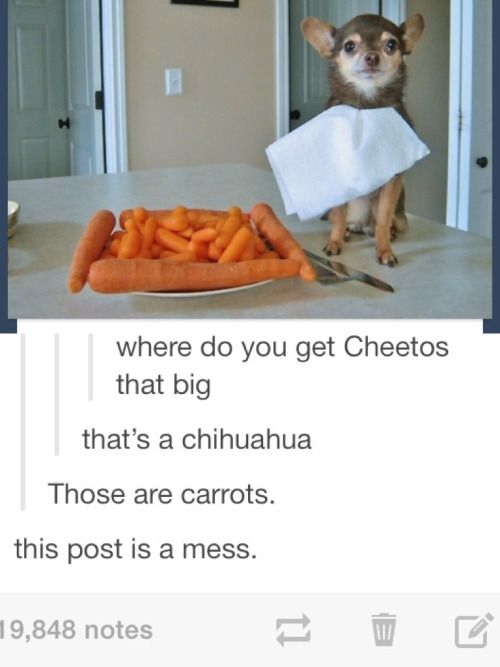 where do you get Cheetos
that big
that's a chihuahua
Those are carrots.
this post is a mess.
19,848 notes